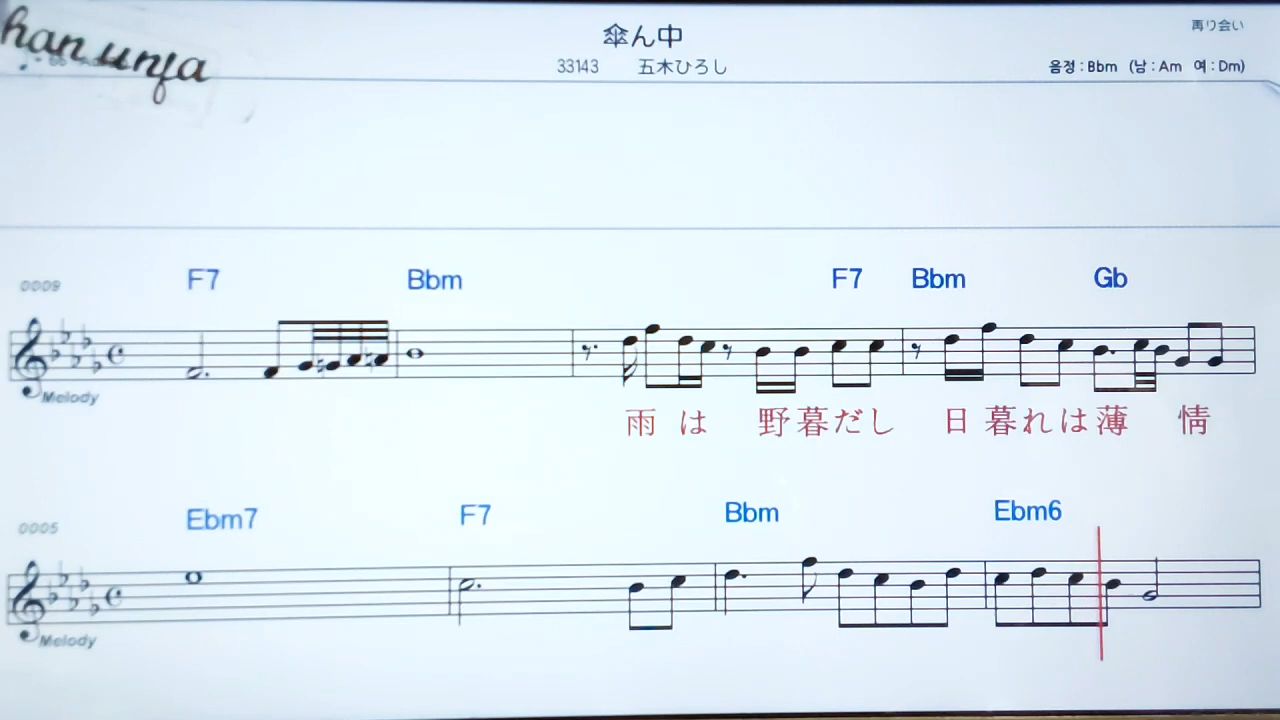 han unja
傘ん中
再り会い
33143 五木ひろし
음정 : Bbm (남 : Am 여 : Dm)
0009
F7 Bbm F7 Bbm Gb
Melody
雨 は 野暮だし 日 暮れは薄 情
0005
Ebm7 F7 Bbm Ebm6
Melody